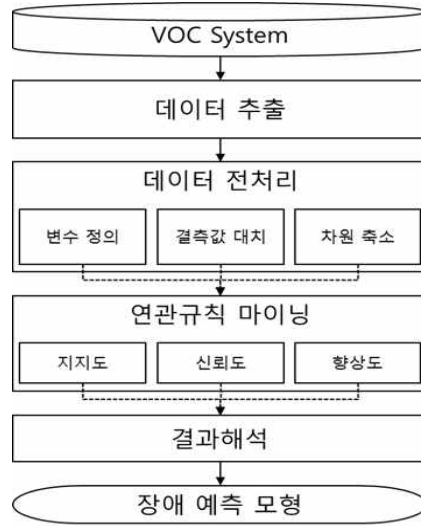 VOC System
데이터 추출
데이터 전처리
변수 정의 결측값 대치 차원 축소
연관규칙 마이닝
지지도 신뢰도 향상도
결과해석
장애 예측 모형